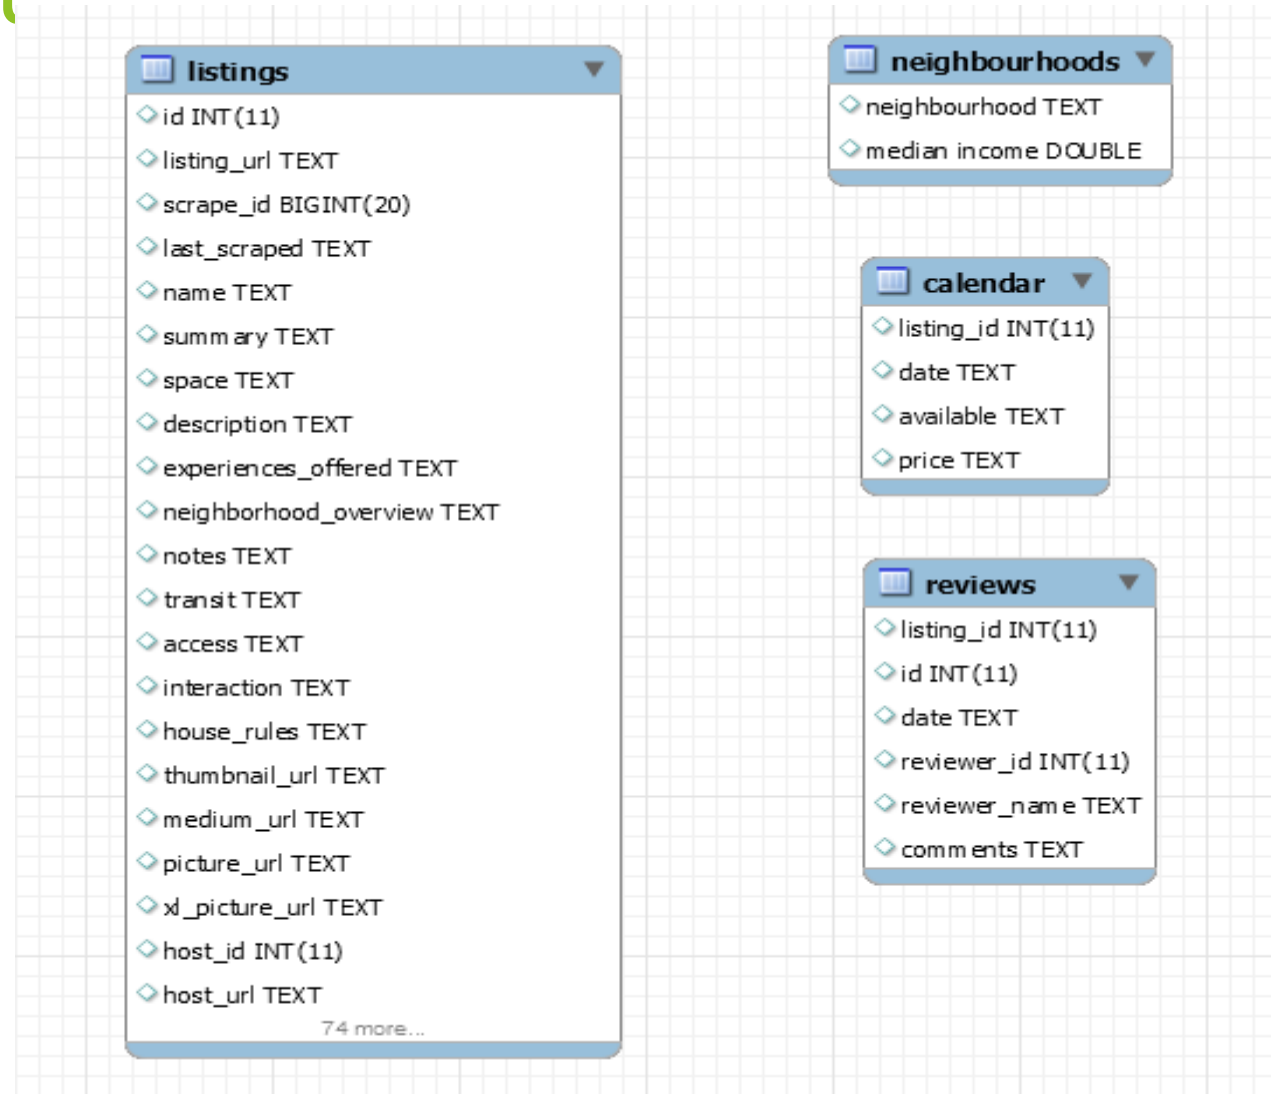 listings
id INT(11)
listing_url TEXT
scrape_id BIGINT(20)
last_scraped TEXT
name TEXT
summary TEXT
space TEXT
description TEXT
experiences_offered TEXT
neighborhood_overview TEXT
notes TEXT
transit TEXT
access TEXT
interaction TEXT
house_rules TEXT
thumbnail_url TEXT
medium_url TEXT
picture_url TEXT
xl_picture_url TEXT
host_id INT(11)
host_url TEXT
74 more...
neighbourhoods
neighbourhood TEXT
median income DOUBLE
calendar
listing_id INT(11)
date TEXT
available TEXT
price TEXT
reviews
listing_id INT(11)
id INT(11)
date TEXT
reviewer_id INT(11)
reviewer_name TEXT
comments TEXT